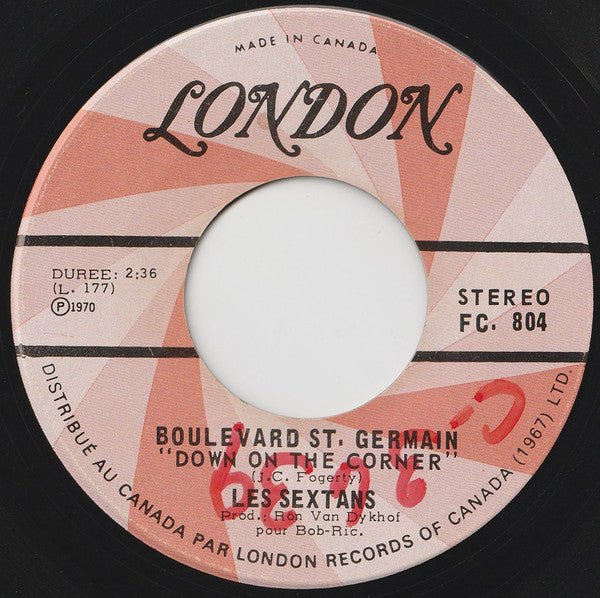 MADE IN CANADA
LONDON
DUREE: 2:36
(L. 177)
Ⓟ1970
STEREO
FC. 804
BOULEVARD ST. GERMAIN
"DOWN ON THE CORNER"
(J.C. Fogerty)
LES SEXTANS
Prod.: Ron Van Dykhof
pour Bob-Ric.
DISTRIBUÉ AU CANADA PAR LONDON RECORDS OF CANADA (1967) LTD.